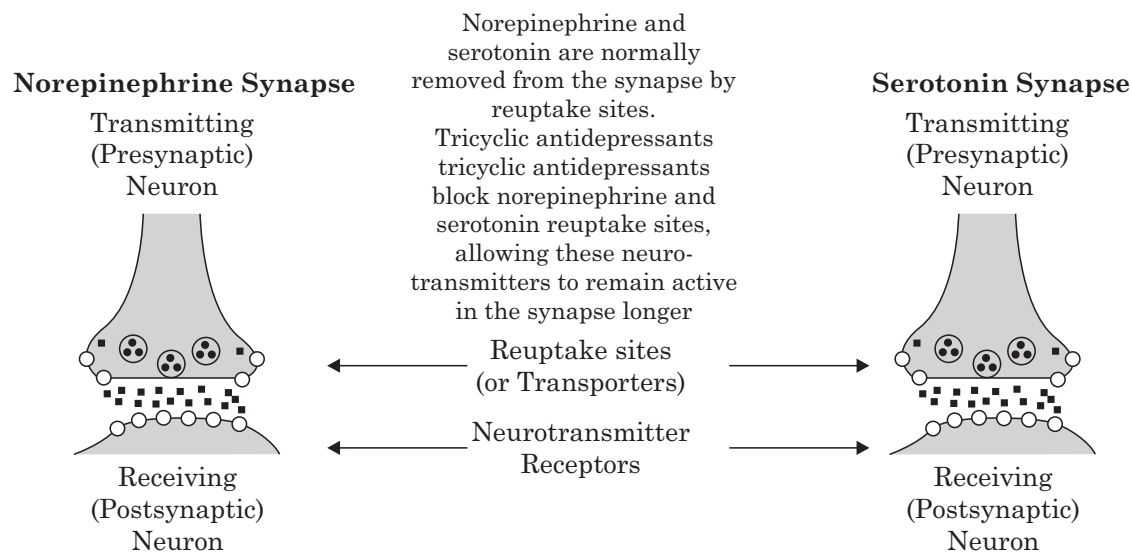 Norepinephrine Synapse
Transmitting
(Presynaptic)
Neuron
Receiving
(Postsynaptic)
Neuron
Norepinephrine and
serotonin are normally
removed from the synapse by
reuptake sites.
Tricyclic antidepressants
tricyclic antidepressants
block norepinephrine and
serotonin reuptake sites,
allowing these neuro-
transmitters to remain active
in the synapse longer
Reuptake sites
(or Transporters)
Neurotransmitter
Receptors
Serotonin Synapse
Transmitting
(Presynaptic)
Neuron
Receiving
(Postsynaptic)
Neuron